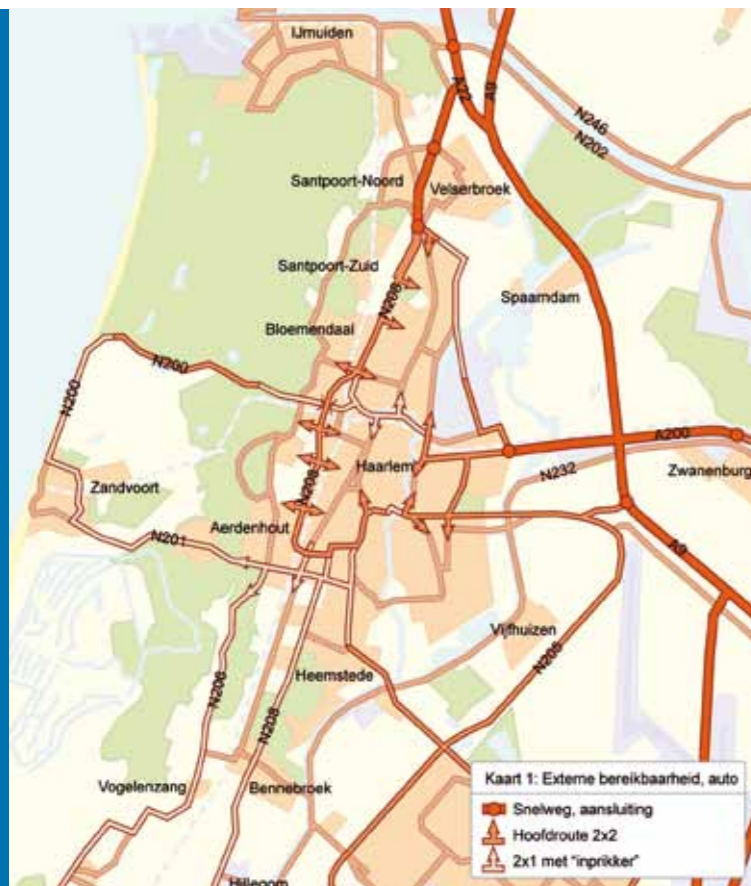 IJmuiden
A22
A9
N246
N202
Santpoort-Noord
Velserbroek
Santpoort-Zuid
N208
Spaarndam
Bloemendaal
N200
N200
A200
Haarlem
N232
Zwanenburg
Zandvoort
N208
Aerdenhout
N201
A9
Vijfhuizen
N205
Heemstede
N206
N208
Vogelenzang
Bennebroek
Hillegom
Kaart 1: Externe bereikbaarheid, auto
Snelweg, aansluiting
Hoofdroute 2x2
2x1 met "inprikker"